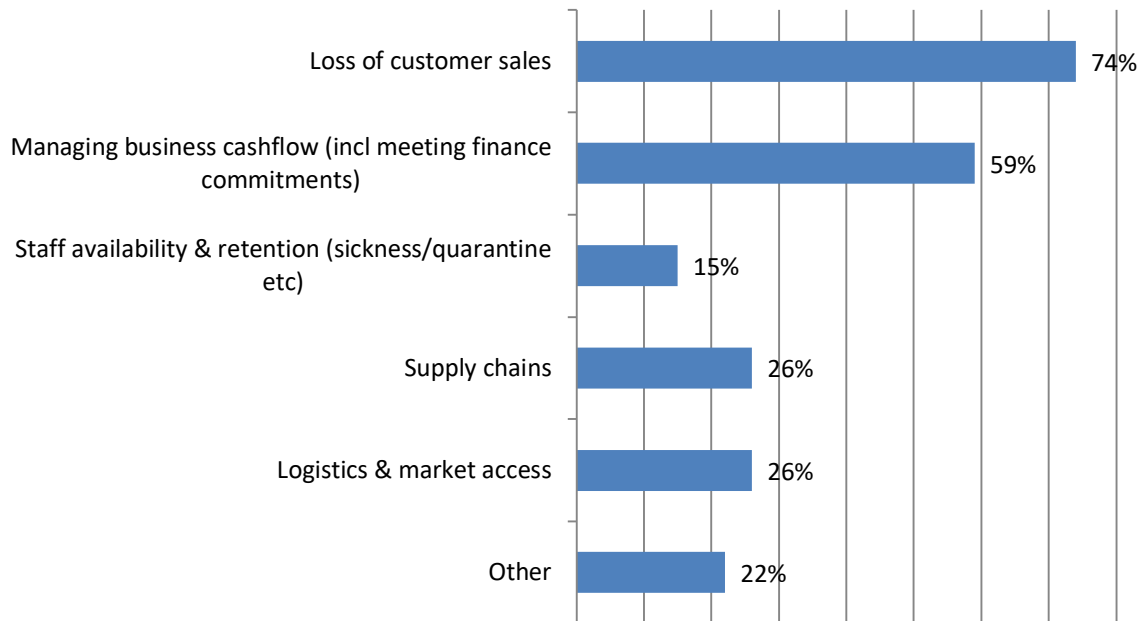 Loss of customer sales
74%
Managing business cashflow (incl meeting finance
commitments)
59%
Staff availability & retention (sickness/quarantine
etc)
15%
Supply chains
26%
Logistics & market access
26%
Other
22%